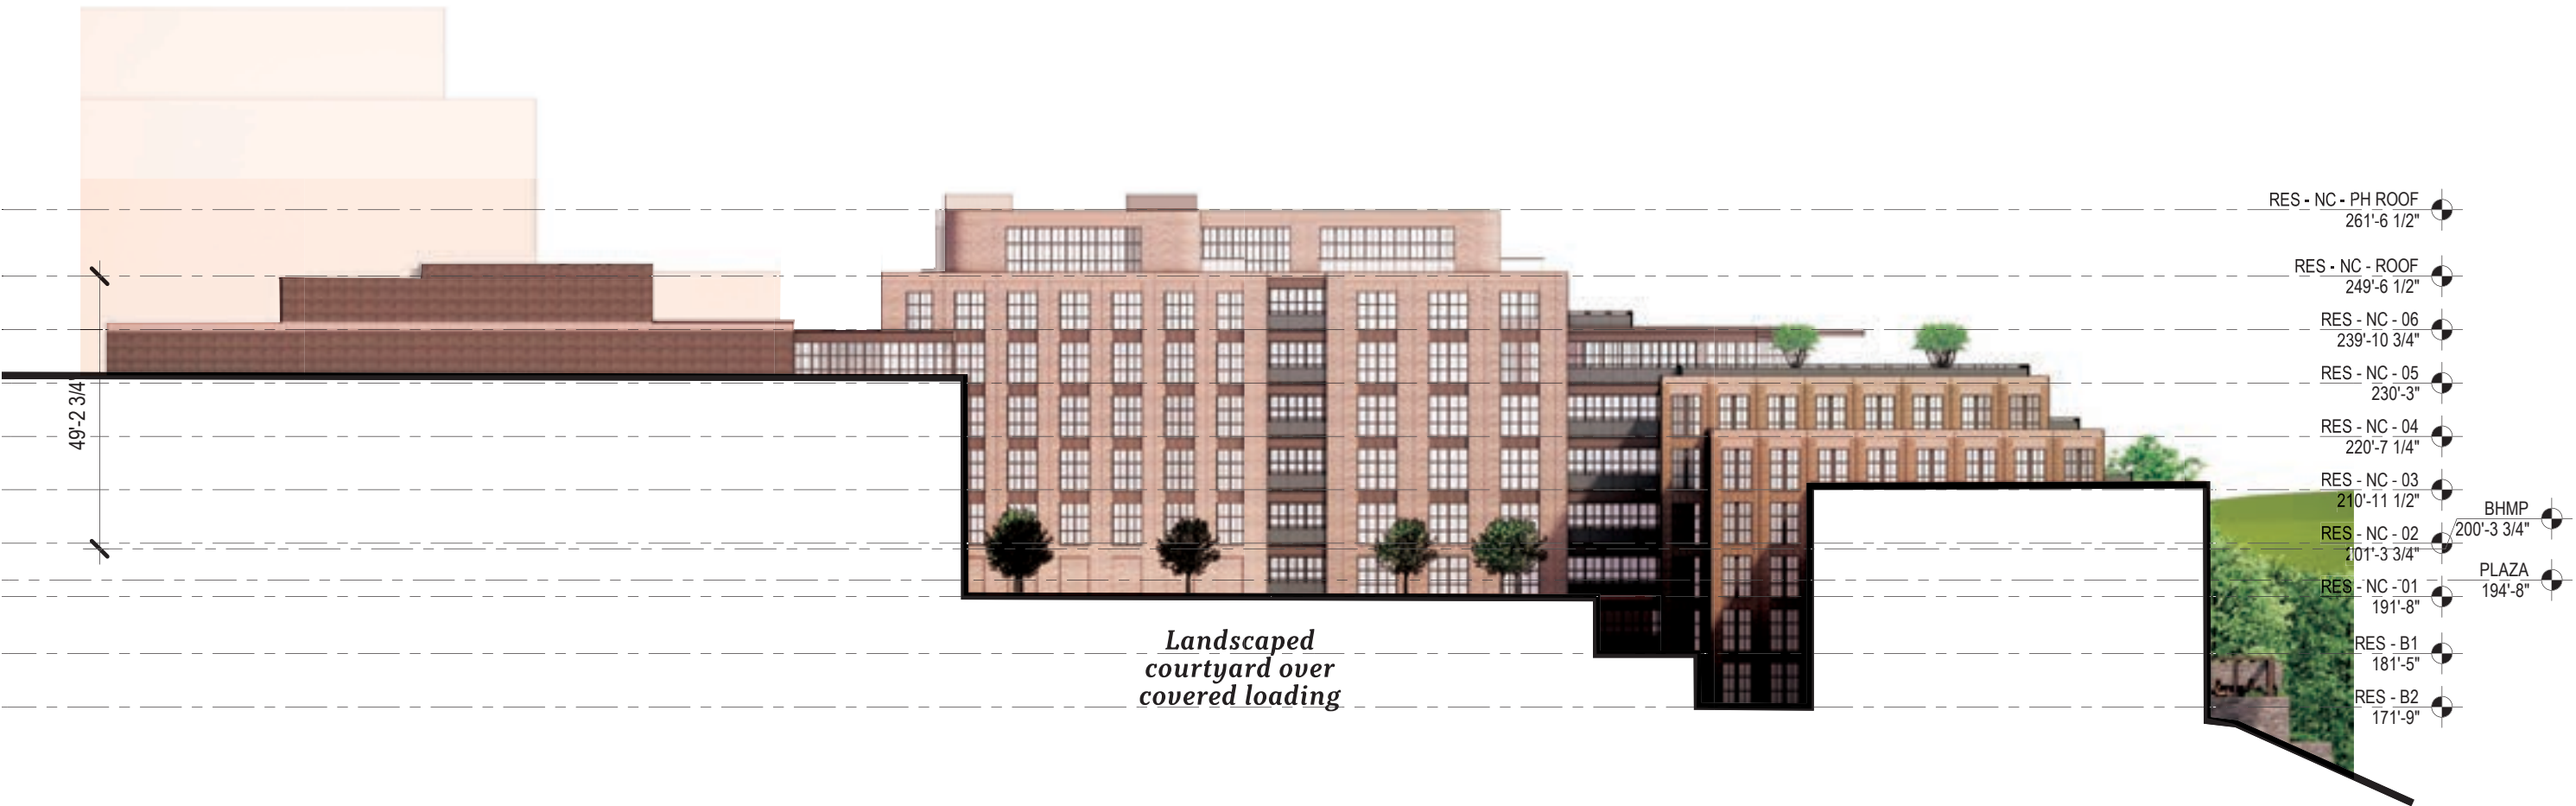 RES - NC - PH ROOF
261'-6 1/2"
RES - NC - ROOF
249'-6 1/2"
RES - NC - 06
239'-10 3/4"
RES - NC - 05
230'-3"
RES - NC - 04
220'-7 1/4"
RES - NC - 03
210'-11 1/2"
BHMP
200'-3 3/4"
RES - NC - 02
201'-3 3/4"
PLAZA
194'-8"
RES - NC - 01
191'-8"
RES - B1
181'-5"
RES - B2
171'-9"
49'-2 3/4"
Landscaped
courtyard over
covered loading